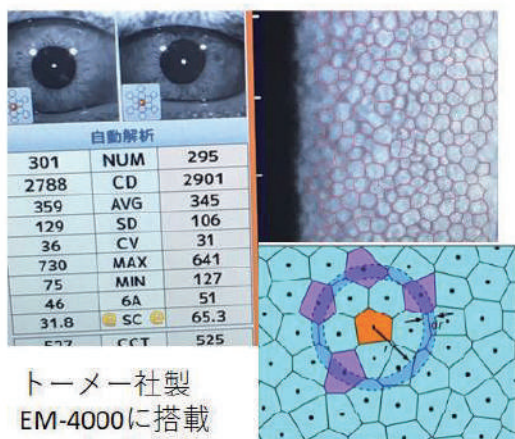 自動解析
301 NUM 295
2788 CD 2901
359 AVG 345
129 SD 106
36 CV 31
730 MAX 641
75 MIN 127
46 6A 51
31.8 SC 65.3
527 CCT 525
r
dr
トーメー社製
EM-4000に搭載